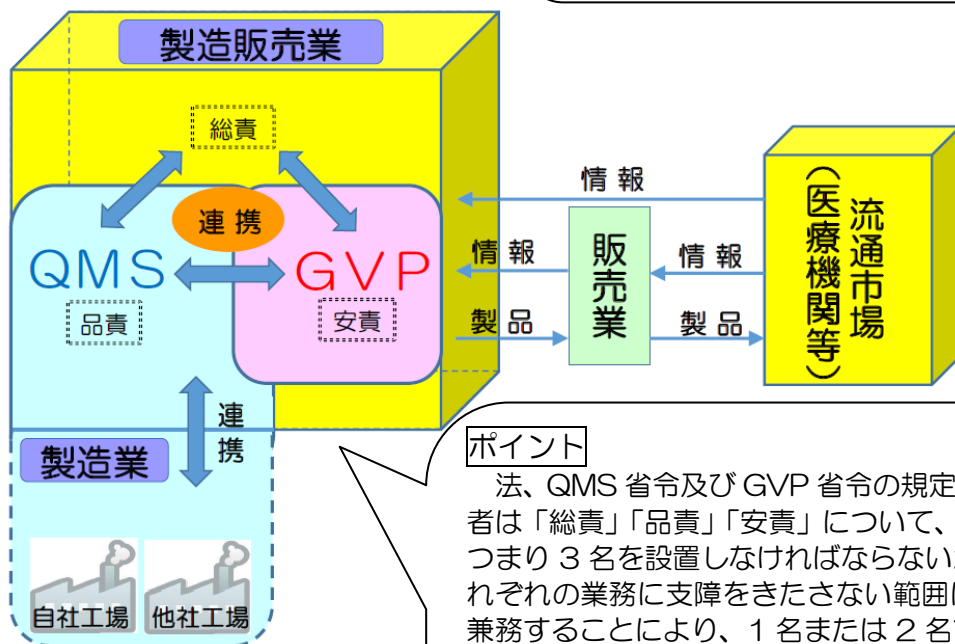 製造販売業
総責
連携
QMS
品責
GVP
安責
連携
製造業
自社工場
他社工場
情報
情報
製品
販売業
情報
製品
流通市場
（医療機関等）
ポイント
法、QMS 省令及び GVP 省令の規定
者は「総責」「品責」「安責」について、
つまり 3 名を設置しなければならない
れぞれの業務に支障をきたさない範囲
兼務することにより、1 名または 2 名